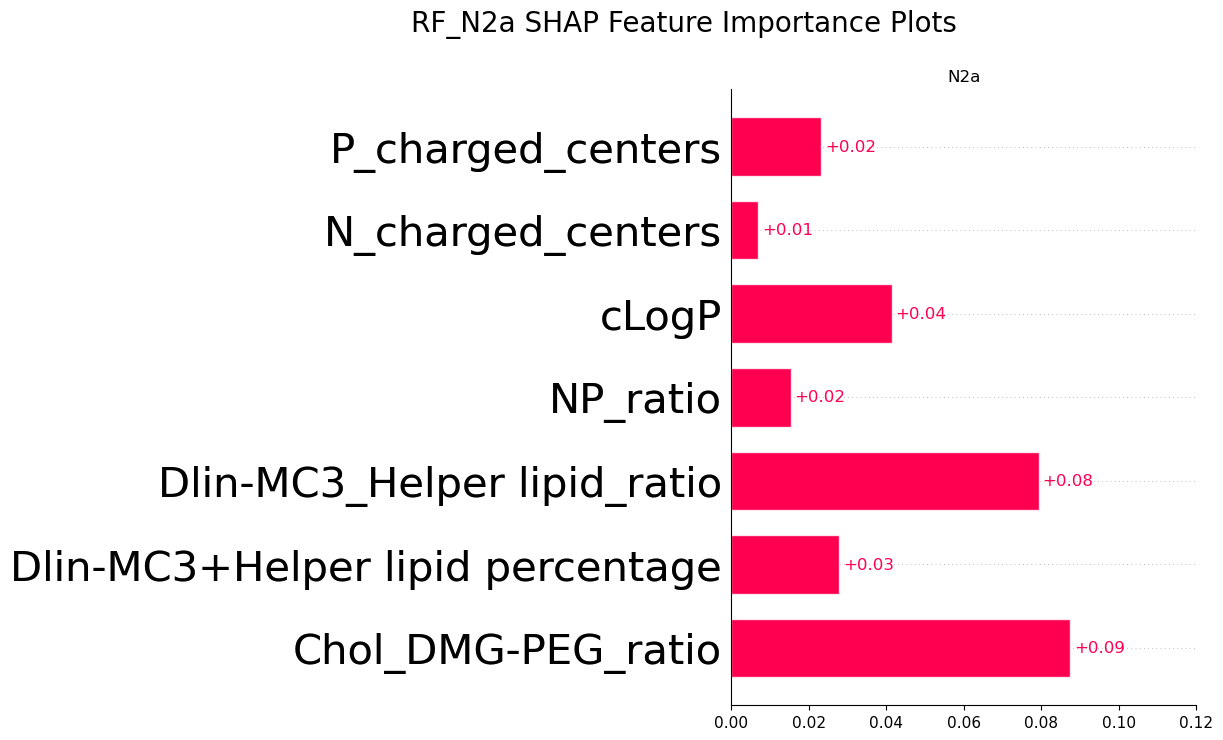 RF_N2a SHAP Feature Importance Plots
N2a
P_charged_centers +0.02
N_charged_centers +0.01
cLogP +0.04
NP_ratio +0.02
Dlin-MC3_Helper lipid_ratio +0.08
Dlin-MC3+Helper lipid percentage +0.03
Chol_DMG-PEG_ratio +0.09
0.00 0.02 0.04 0.06 0.08 0.10 0.12